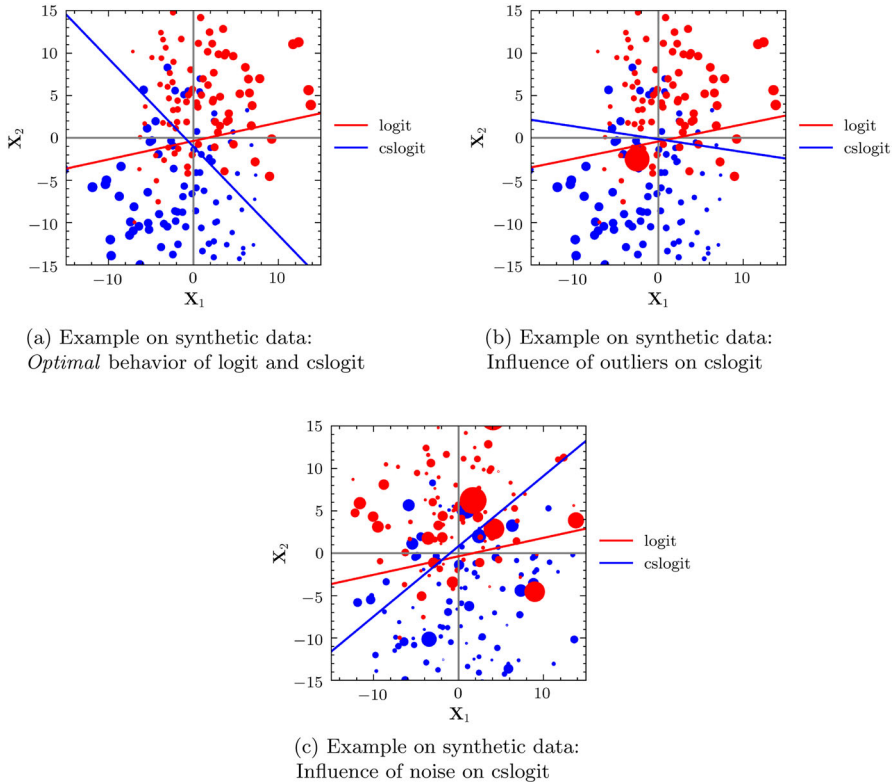 15
10
5
0
−5
−10
−15
−10
0
10
X₂
X₁
logit
cslogit
15
10
5
0
−5
−10
−15
−10
0
10
X₂
X₁
logit
cslogit
(a) Example on synthetic data:
Optimal behavior of logit and cslogit
(b) Example on synthetic data:
Influence of outliers on cslogit
15
10
5
0
−5
−10
−15
−10
0
10
X₂
X₁
logit
cslogit
(c) Example on synthetic data:
Influence of noise on cslogit